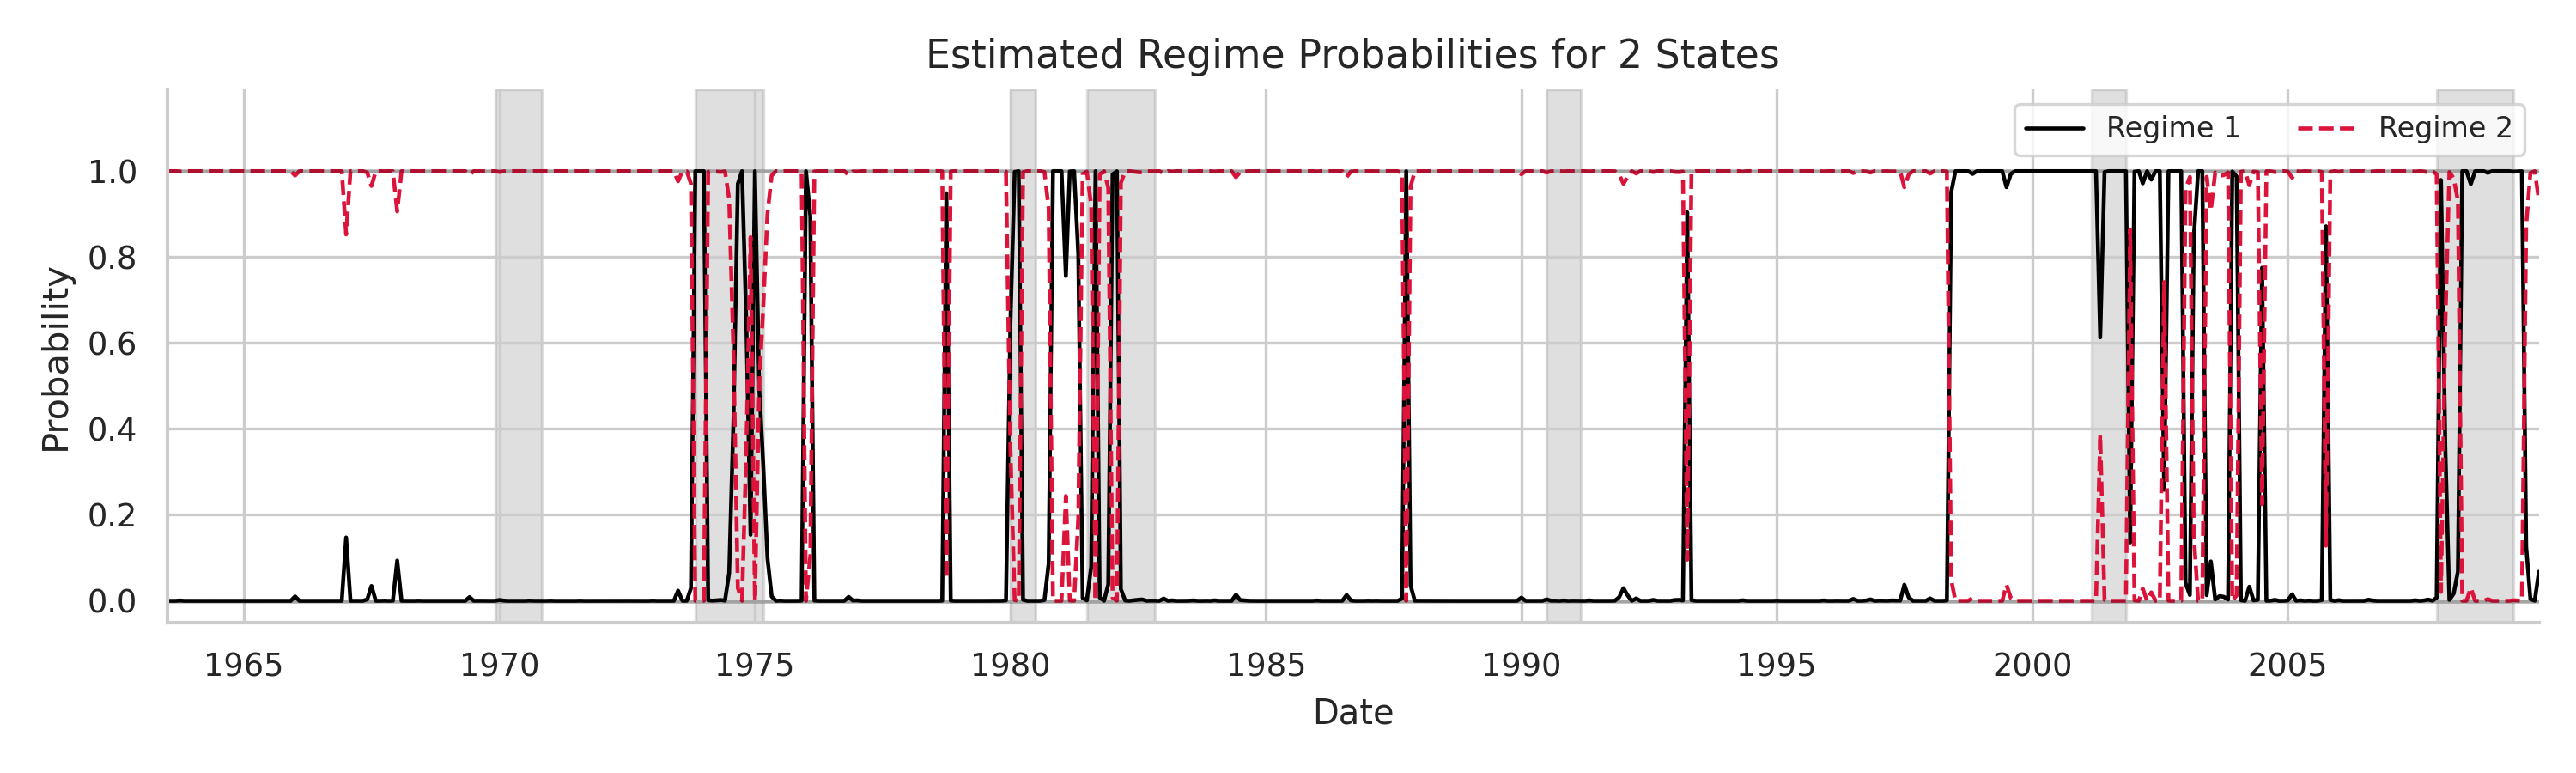 Estimated Regime Probabilities for 2 States
Regime 1 Regime 2
1.0
0.8
0.6
0.4
0.2
0.0
Probability
1965 1970 1975 1980 1985 1990 1995 2000 2005
Date